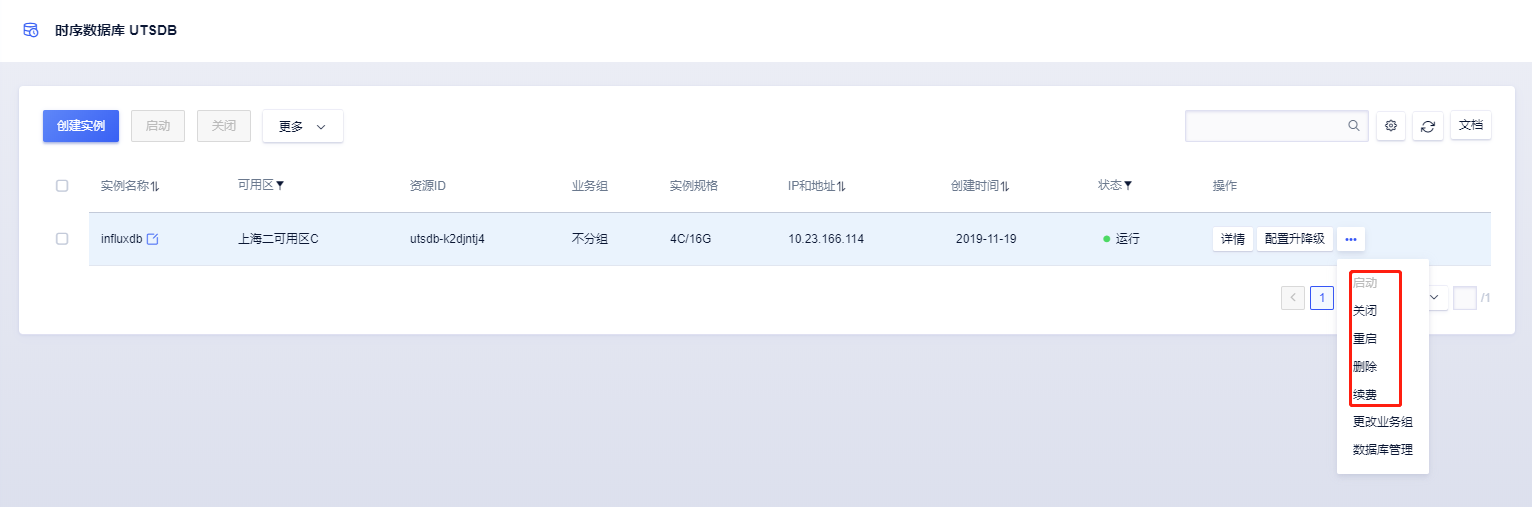 时序数据库 UTSDB
创建实例 启动 关闭 更多 文档
实例名称 可用区 资源ID 业务组 实例规格 IP和地址 创建时间 状态 操作
influxdb 上海二可用区C utsdb-k2djntj4 不分组 4C/16G 10.23.166.114 2019-11-19 运行 详情 配置升降级 •••
1 /1
启动
关闭
重启
删除
续费
更改业务组
数据库管理